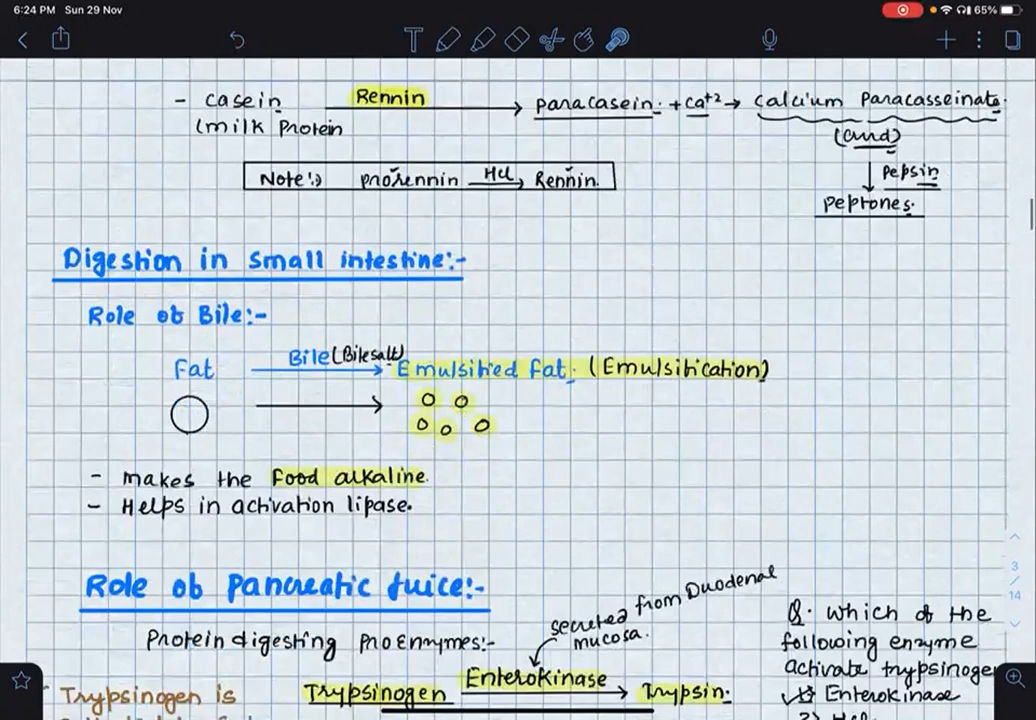 6:24 PM Sun 29 Nov
65%
- casein Rennin paracasein. + Ca+2 → Calcium Paracasseinate.
(milk Protein
(and)
Pepsin
Peptones.
Note:) prorennin HCl Rennin.
Digestion in small intestine:-
Role of Bile:-
Fat Bile (Bile salt) Emulsified fat. (Emulsification)
- makes the Food alkaline.
- Helps in activation lipase.
Role of Pancreatic Juice:-
secreted from Duodenal
mucosa.
Protein digesting Proenzymes:-
Trypsinogen Enterokinase Trypsin.
Trypsinogen is
Q. which of the
following enzyme
activate trypsinogen
Enterokinase
3
/
14